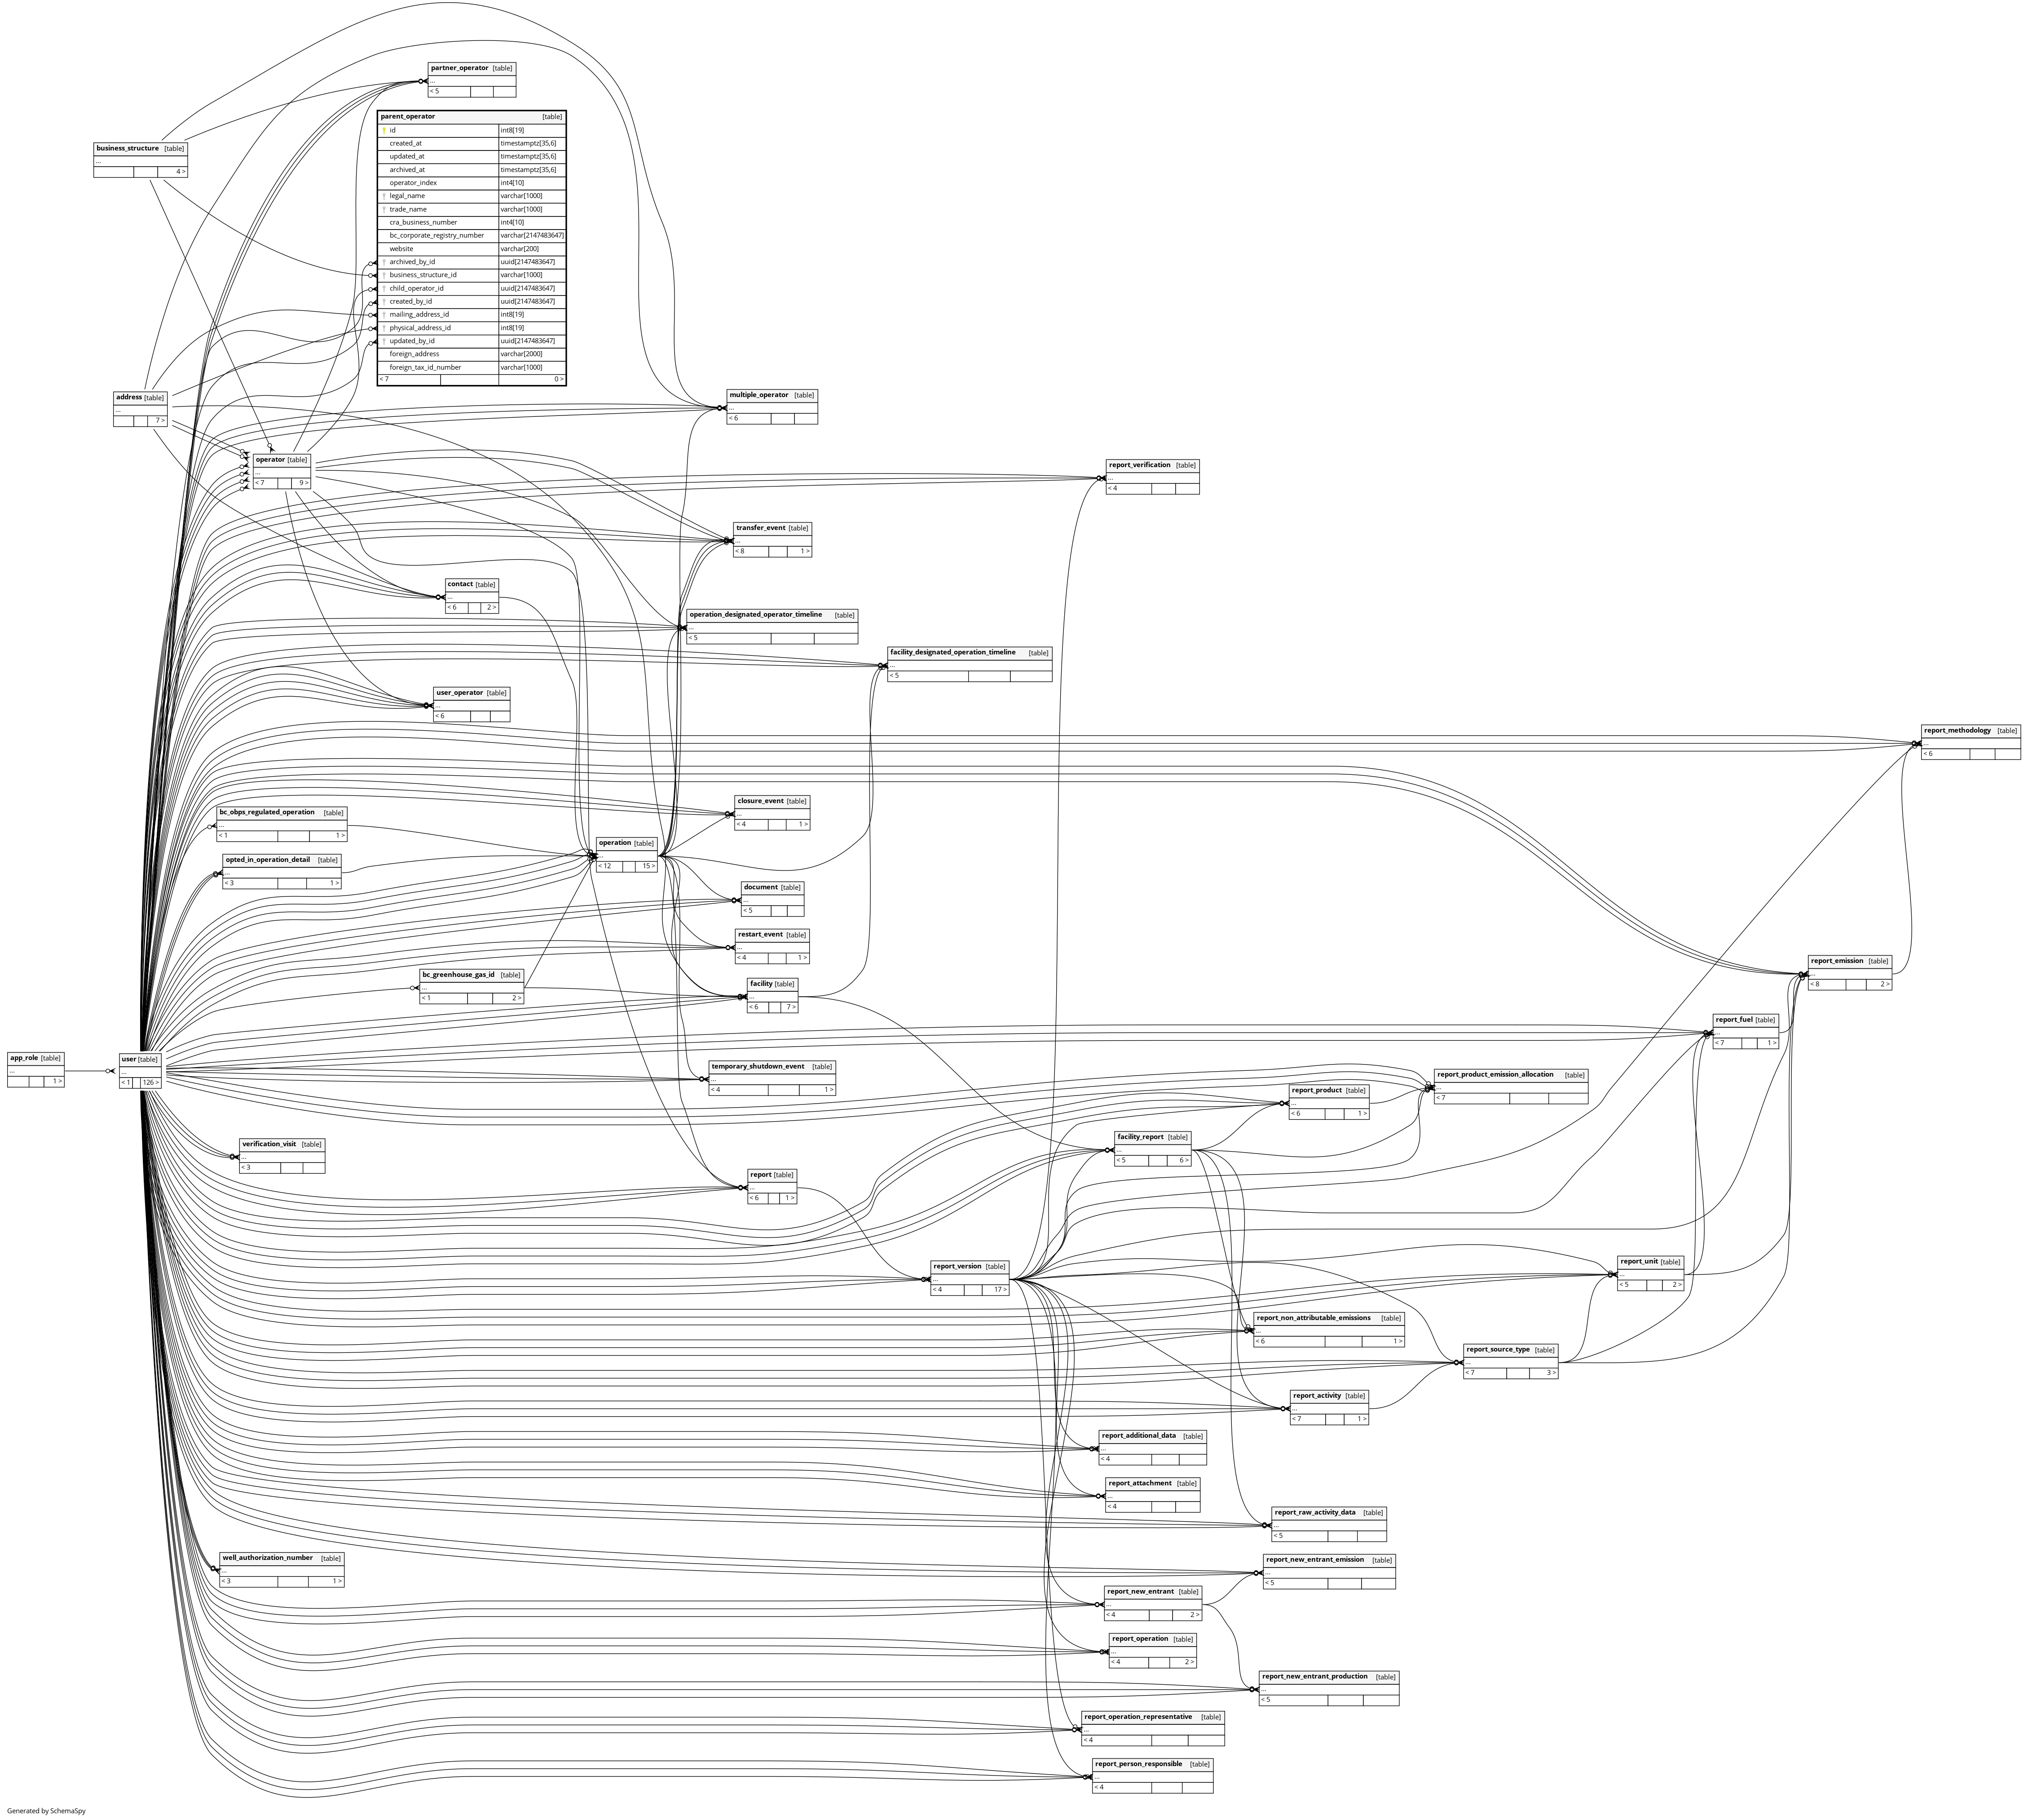 partner_operator [table]
...
< 5
parent_operator [table]
id int8[19]
created_at timestamptz[35,6]
updated_at timestamptz[35,6]
archived_at timestamptz[35,6]
operator_index int4[10]
legal_name varchar[1000]
trade_name varchar[1000]
cra_business_number int4[10]
bc_corporate_registry_number varchar[2147483647]
website varchar[200]
archived_by_id uuid[2147483647]
business_structure_id varchar[1000]
child_operator_id uuid[2147483647]
created_by_id uuid[2147483647]
mailing_address_id int8[19]
physical_address_id int8[19]
updated_by_id uuid[2147483647]
foreign_address varchar[2000]
foreign_tax_id_number varchar[1000]
< 7 0 >
business_structure [table]
...
4 >
address [table]
...
7 >
multiple_operator [table]
...
< 6
operator [table]
...
< 7 9 >
report_verification [table]
...
< 4
transfer_event [table]
...
< 8 1 >
contact [table]
...
< 6 2 >
operation_designated_operator_timeline [table]
...
< 5
facility_designated_operation_timeline [table]
...
< 5
user_operator [table]
...
< 6
report_methodology [table]
...
< 6
closure_event [table]
...
< 4 1 >
bc_obps_regulated_operation [table]
...
< 1 1 >
operation [table]
...
< 12 15 >
opted_in_operation_detail [table]
...
< 3 1 >
document [table]
...
< 5
restart_event [table]
...
< 4 1 >
report_emission [table]
...
< 8 2 >
bc_greenhouse_gas_id [table]
...
< 1 2 >
facility [table]
...
< 6 7 >
report_fuel [table]
...
< 7 1 >
app_role [table]
...
1 >
user [table]
...
< 1 126 >
temporary_shutdown_event [table]
...
< 4 1 >
report_product_emission_allocation [table]
...
< 7
report_product [table]
...
< 6 1 >
facility_report [table]
...
< 5 6 >
verification_visit [table]
...
< 3
report [table]
...
< 6 1 >
report_version [table]
...
< 4 17 >
report_unit [table]
...
< 5 2 >
report_non_attributable_emissions [table]
...
< 6 1 >
report_source_type [table]
...
< 7 3 >
report_activity [table]
...
< 7 1 >
report_additional_data [table]
...
< 4
report_attachment [table]
...
< 4
report_raw_activity_data [table]
...
< 5
well_authorization_number [table]
...
< 3 1 >
report_new_entrant_emission [table]
...
< 5
report_new_entrant [table]
...
< 4 2 >
report_operation [table]
...
< 4 2 >
report_new_entrant_production [table]
...
< 5
report_operation_representative [table]
...
< 4
report_person_responsible [table]
...
< 4
Generated by SchemaSpy